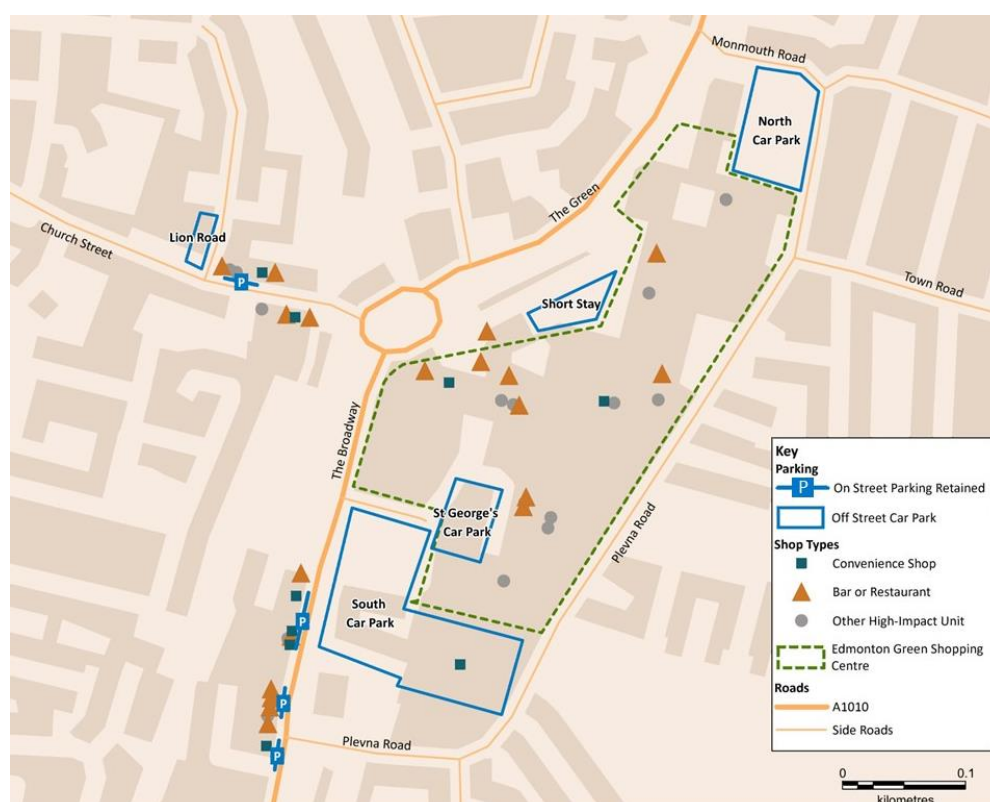 Monmouth Road
North
Car Park
The Green
Church Street
Lion Road
P
Town Road
Short Stay
The Broadway
St George's
Car Park
Plevna Road
South
Car Park
P
P
P
Plevna Road
Key
Parking
P
On Street Parking Retained
Off Street Car Park
Shop Types
Convenience Shop
Bar or Restaurant
Other High-Impact Unit
Edmonton Green Shopping
Centre
Roads
A1010
Side Roads
0
0.1
kilometres